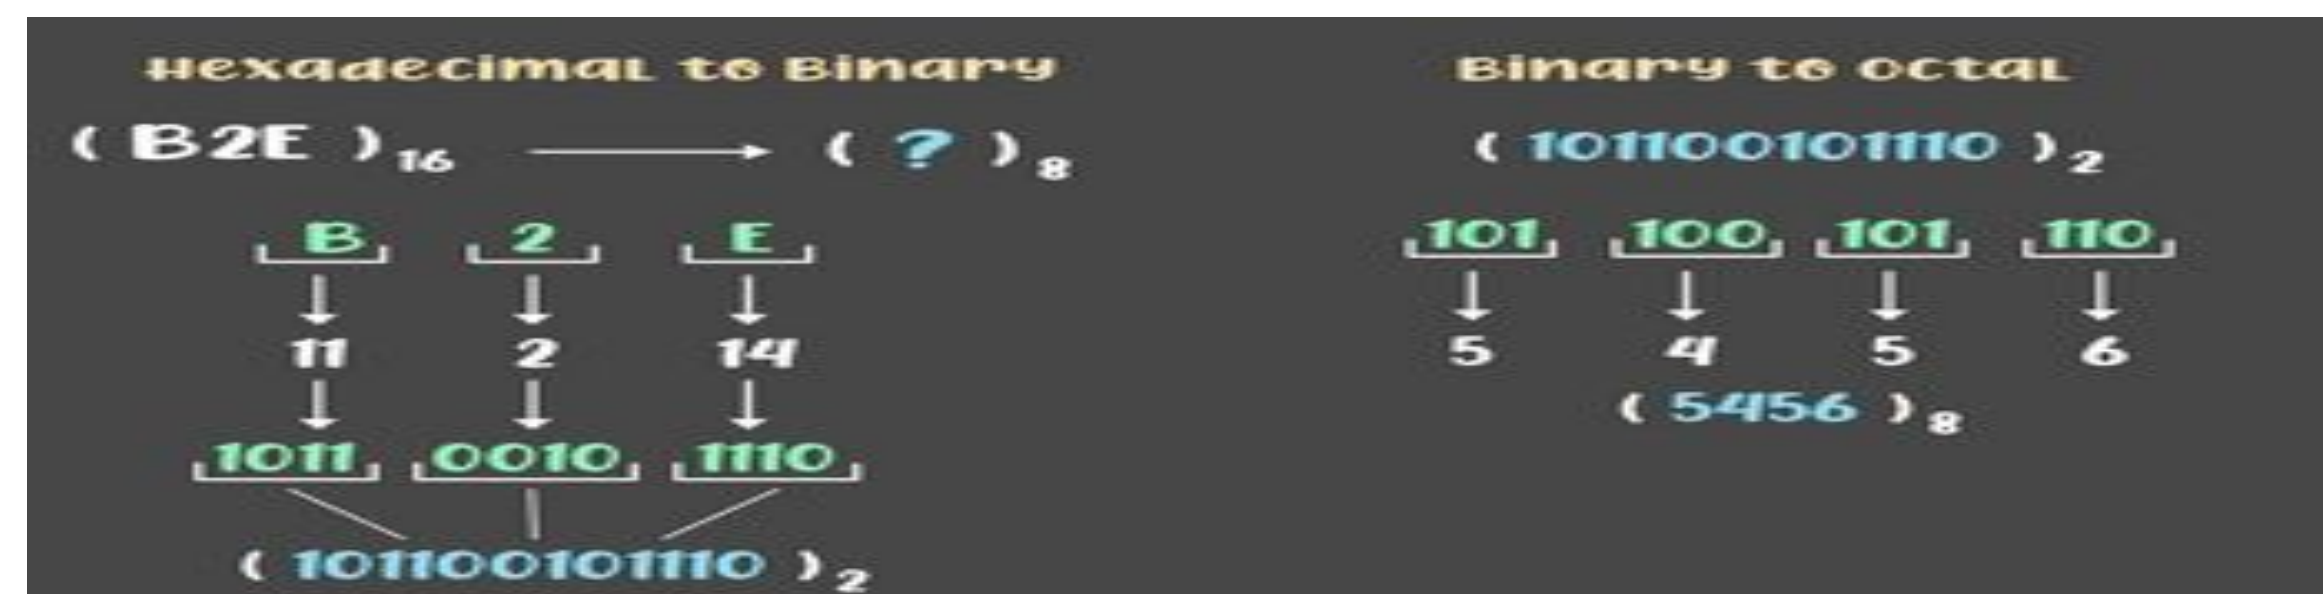 Hexadecimal to Binary
( B2E )16 → ( ? )8
B 2 E
11 2 14
1011 0010 1110
( 101100101110 )2
Binary to Octal
( 101100101110 )2
101 100 101 110
5 4 5 6
( 5456 )8